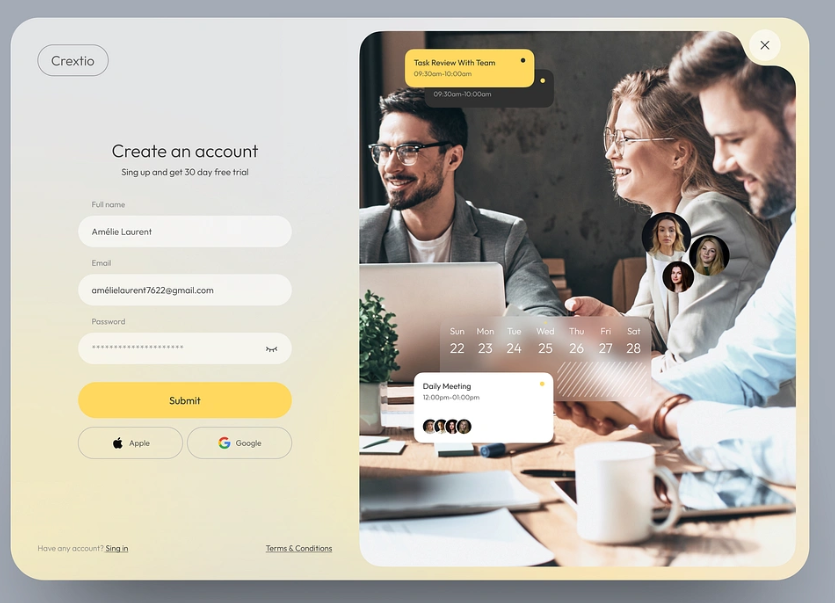 Crextio
Create an account
Sing up and get 30 day free trial
Full name
Amélie Laurent
Email
amélielaurent7622@gmail.com
Password
********************
Submit
Apple
Google
Have any account? Sing in
Terms & Conditions
Task Review With Team
09:30am-10:00am
09:30am-10:00am
Sun Mon Tue Wed Thu Fri Sat
22 23 24 25 26 27 28
Daily Meeting
12:00pm-01:00pm